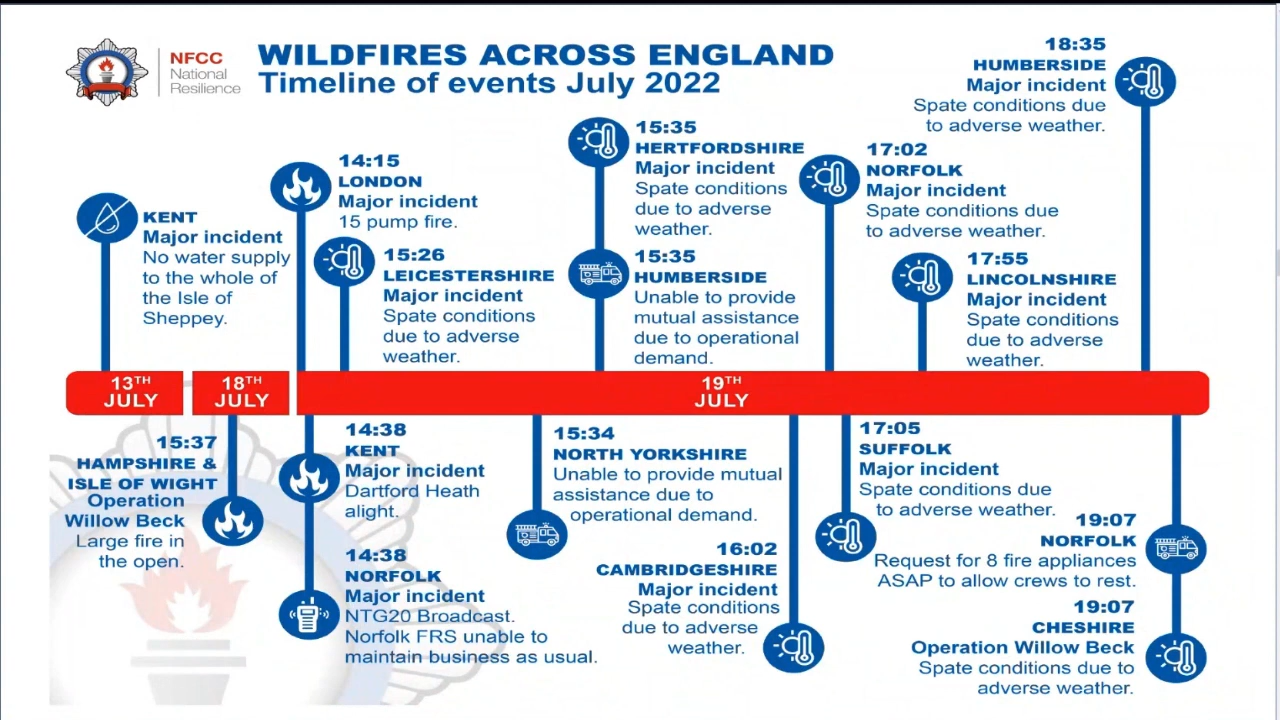 NFCC
National
Resilience
WILDFIRES ACROSS ENGLAND
Timeline of events July 2022
KENT
Major incident
No water supply
to the whole of
the Isle of
Sheppey.
14:15
LONDON
Major incident
15 pump fire.
15:26
LEICESTERSHIRE
Major incident
Spate conditions
due to adverse
weather.
15:35
HERTFORDSHIRE
Major incident
Spate conditions
due to adverse
weather.
15:35
HUMBERSIDE
Unable to provide
mutual assistance
due to operational
demand.
17:02
NORFOLK
Major incident
Spate conditions due
to adverse weather.
17:55
LINCOLNSHIRE
Major incident
Spate conditions
due to adverse
weather.
18:35
HUMBERSIDE
Major incident
Spate conditions due
to adverse weather.
13TH
JULY
18TH
JULY
19TH
JULY
15:37
HAMPSHIRE &
ISLE OF WIGHT
Operation
Willow Beck
Large fire in
the open.
14:38
KENT
Major incident
Dartford Heath
alight.
14:38
NORFOLK
Major incident
NTG20 Broadcast.
Norfolk FRS unable to
maintain business as usual.
15:34
NORTH YORKSHIRE
Unable to provide mutual
assistance due to
operational demand.
16:02
CAMBRIDGESHIRE
Major incident
Spate conditions
due to adverse
weather.
17:05
SUFFOLK
Major incident
Spate conditions due
to adverse weather.
19:07
NORFOLK
Request for 8 fire appliances
ASAP to allow crews to rest.
19:07
CHESHIRE
Operation Willow Beck
Spate conditions due to
adverse weather.